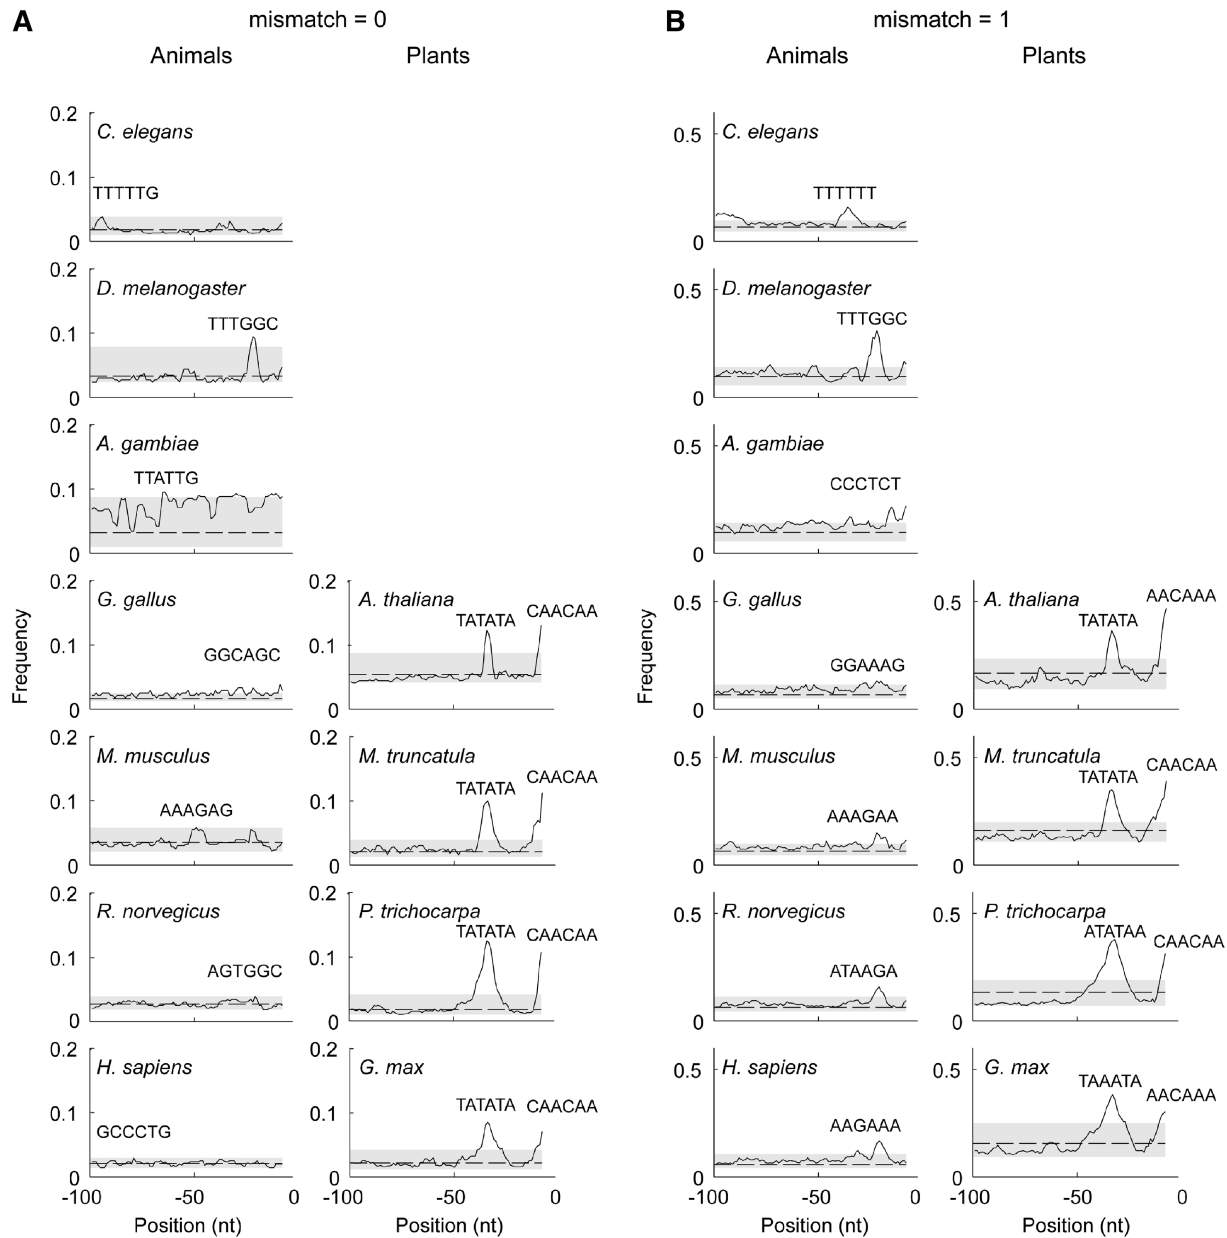 A
mismatch = 0
Animals
Plants
0.2
C. elegans
0.1
TTTTTG
0
0.2
D. melanogaster
TTTGGC
0.1
0
0.2
A. gambiae
TTATTG
0.1
0
0.2
G. gallus
GGCAGC
0.1
0
0.2
A. thaliana
TATATA
CAACAA
0.1
0
Frequency
0.2
M. musculus
AAAGAG
0.1
0
0.2
M. truncatula
TATATA
CAACAA
0.1
0
0.2
R. norvegicus
AGTGGC
0.1
0
0.2
P. trichocarpa
TATATA
CAACAA
0.1
0
0.2
H. sapiens
0.1
GCCCTG
0
-100
-50
0
Position (nt)
0.2
G. max
TATATA
CAACAA
0.1
0
-100
-50
0
Position (nt)
B
mismatch = 1
Animals
Plants
0.5
C. elegans
TTTTTT
0
0.5
D. melanogaster
TTTGGC
0
0.5
A. gambiae
CCCTCT
0
0.5
G. gallus
GGAAAG
0
0.5
A. thaliana
TATATA
AACAAA
0
Frequency
0.5
M. musculus
AAAGAA
0
0.5
M. truncatula
TATATA
CAACAA
0
0.5
R. norvegicus
ATAAGA
0
0.5
P. trichocarpa
ATATAA
CAACAA
0
0.5
H. sapiens
AAGAAA
0
-100
-50
0
Position (nt)
0.5
G. max
TAAATA
AACAAA
0
-100
-50
0
Position (nt)